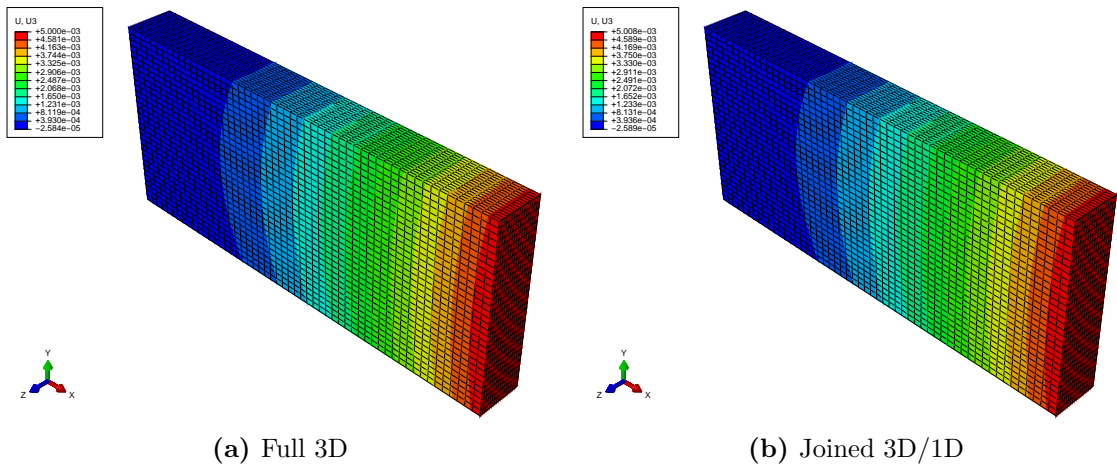 U, U3
+5.000e−03
+4.581e−03
+4.163e−03
+3.744e−03
+3.325e−03
+2.906e−03
+2.487e−03
+2.068e−03
+1.650e−03
+1.231e−03
+8.119e−04
+3.930e−04
−2.584e−05
Y
Z
X
(a) Full 3D
U, U3
+5.008e−03
+4.589e−03
+4.169e−03
+3.750e−03
+3.330e−03
+2.911e−03
+2.491e−03
+2.072e−03
+1.652e−03
+1.233e−03
+8.131e−04
+3.936e−04
−2.589e−05
Y
Z
X
(b) Joined 3D/1D